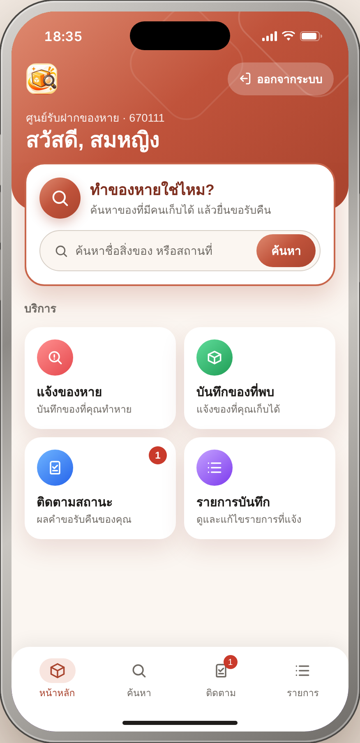 18:35
ออกจากระบบ
ศูนย์รับฝากของหาย · 670111
สวัสดี, สมหญิง
ทำของหายใช่ไหม?
ค้นหาของที่มีคนเก็บได้ แล้วยื่นขอรับคืน
ค้นหาชื่อสิ่งของ หรือสถานที่
ค้นหา
บริการ
แจ้งของหาย
บันทึกของที่คุณทำหาย
บันทึกของที่พบ
แจ้งของที่คุณเก็บได้
1
ติดตามสถานะ
ผลคำขอรับคืนของคุณ
รายการบันทึก
ดูและแก้ไขรายการที่แจ้ง
1
หน้าหลัก
ค้นหา
ติดตาม
รายการ